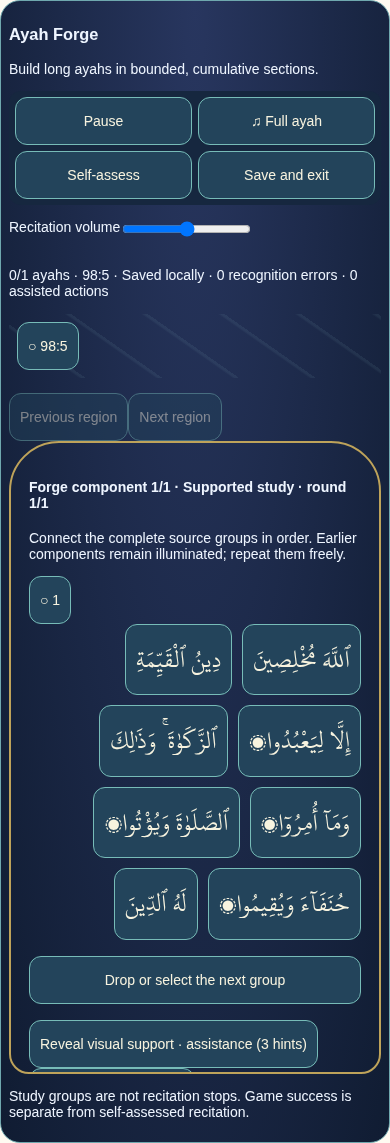 Ayah Forge
Build long ayahs in bounded, cumulative sections.
Pause
♫ Full ayah
Self-assess
Save and exit
Recitation volume
0/1 ayahs · 98:5 · Saved locally · 0 recognition errors · 0
assisted actions
○ 98:5
Previous region
Next region
Forge component 1/1 · Supported study · round
1/1
Connect the complete source groups in order. Earlier
components remain illuminated; repeat them freely.
○ 1
ٱللَّهَ مُخْلِصِينَ
دِينُ ٱلْقَيِّمَةِ
إِلَّا لِيَعْبُدُوا۟
ٱلزَّكَوٰةَ ۚ وَذَٰلِكَ
وَمَآ أُمِرُوٓا۟
ٱلصَّلَوٰةَ وَيُؤْتُوا۟
حُنَفَآءَ وَيُقِيمُوا۟
لَهُ ٱلدِّينَ
Drop or select the next group
Reveal visual support · assistance (3 hints)
Study groups are not recitation stops. Game success is
separate from self-assessed recitation.